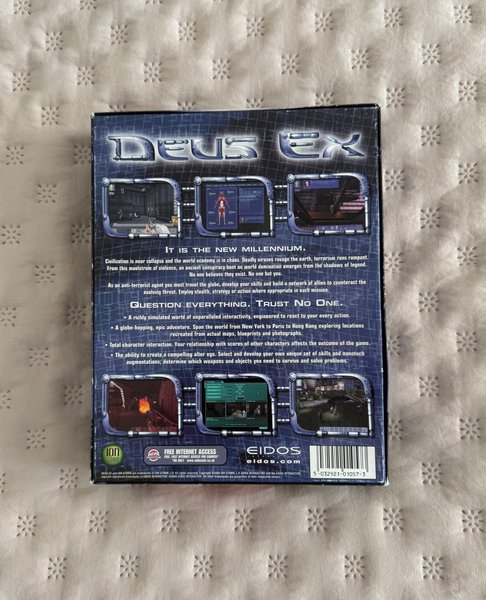 DEUS EX
IT IS THE NEW MILLENNIUM.
Civilization is near collapse and the world economy is in chaos. Deadly viruses ravage the earth, terrorism runs rampant.
From this maelstrom of violence, an ancient conspiracy bent on world domination emerges from the shadows of legend.
No one believes they exist. No one but you.
As an anti-terrorist agent you must travel the globe, develop your skills and build a network of allies to counteract the
evolving threat. Employ stealth, strategy or action where appropriate in each mission.
QUESTION EVERYTHING. TRUST NO ONE.
• A richly simulated world of unparalleled interactivity, engineered to react to your every action.
• A globe-hopping, epic adventure. Span the world from New York to Paris to Hong Kong exploring locations
recreated from actual maps, blueprints and photographs.
• Total character interaction. Your relationship with scores of other characters affects the outcome of the game.
• The ability to create a compelling alter ego. Select and develop your own unique set of skills and nanotech
augmentations; determine which weapons and objects you need to survive and solve problems.
ION
FREE INTERNET ACCESS
EIDOS
eidos.com
5 032921 01057 3